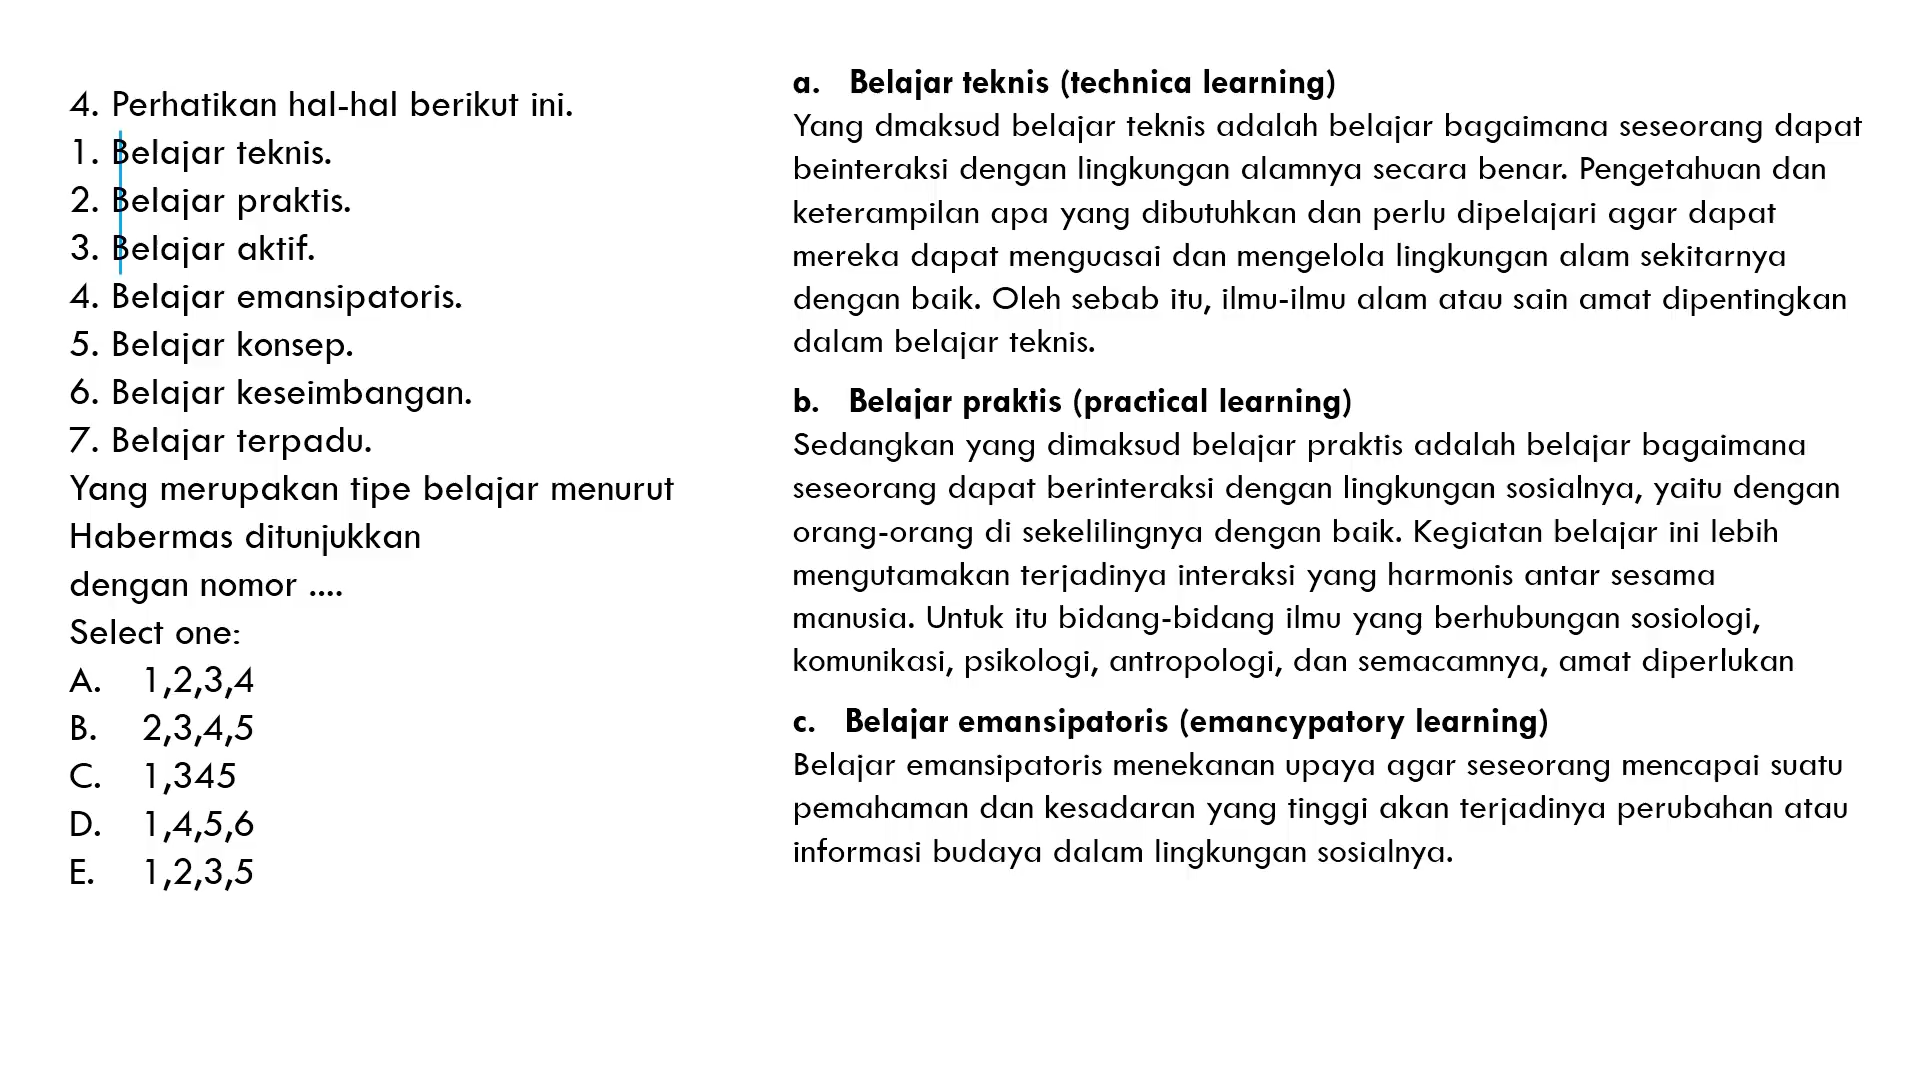 4. Perhatikan hal-hal berikut ini.
1. Belajar teknis.
2. Belajar praktis.
3. Belajar aktif.
4. Belajar emansipatoris.
5. Belajar konsep.
6. Belajar keseimbangan.
7. Belajar terpadu.
Yang merupakan tipe belajar menurut
Habermas ditunjukkan
dengan nomor ....
Select one:
A. 1,2,3,4
B. 2,3,4,5
C. 1,345
D. 1,4,5,6
E. 1,2,3,5
a. Belajar teknis (technica learning)
Yang dmaksud belajar teknis adalah belajar bagaimana seseorang dapat
beinteraksi dengan lingkungan alamnya secara benar. Pengetahuan dan
keterampilan apa yang dibutuhkan dan perlu dipelajari agar dapat
mereka dapat menguasai dan mengelola lingkungan alam sekitarnya
dengan baik. Oleh sebab itu, ilmu-ilmu alam atau sain amat dipentingkan
dalam belajar teknis.
b. Belajar praktis (practical learning)
Sedangkan yang dimaksud belajar praktis adalah belajar bagaimana
seseorang dapat berinteraksi dengan lingkungan sosialnya, yaitu dengan
orang-orang di sekelilingnya dengan baik. Kegiatan belajar ini lebih
mengutamakan terjadinya interaksi yang harmonis antar sesama
manusia. Untuk itu bidang-bidang ilmu yang berhubungan sosiologi,
komunikasi, psikologi, antropologi, dan semacamnya, amat diperlukan
c. Belajar emansipatoris (emancypatory learning)
Belajar emansipatoris menekanan upaya agar seseorang mencapai suatu
pemahaman dan kesadaran yang tinggi akan terjadinya perubahan atau
informasi budaya dalam lingkungan sosialnya.